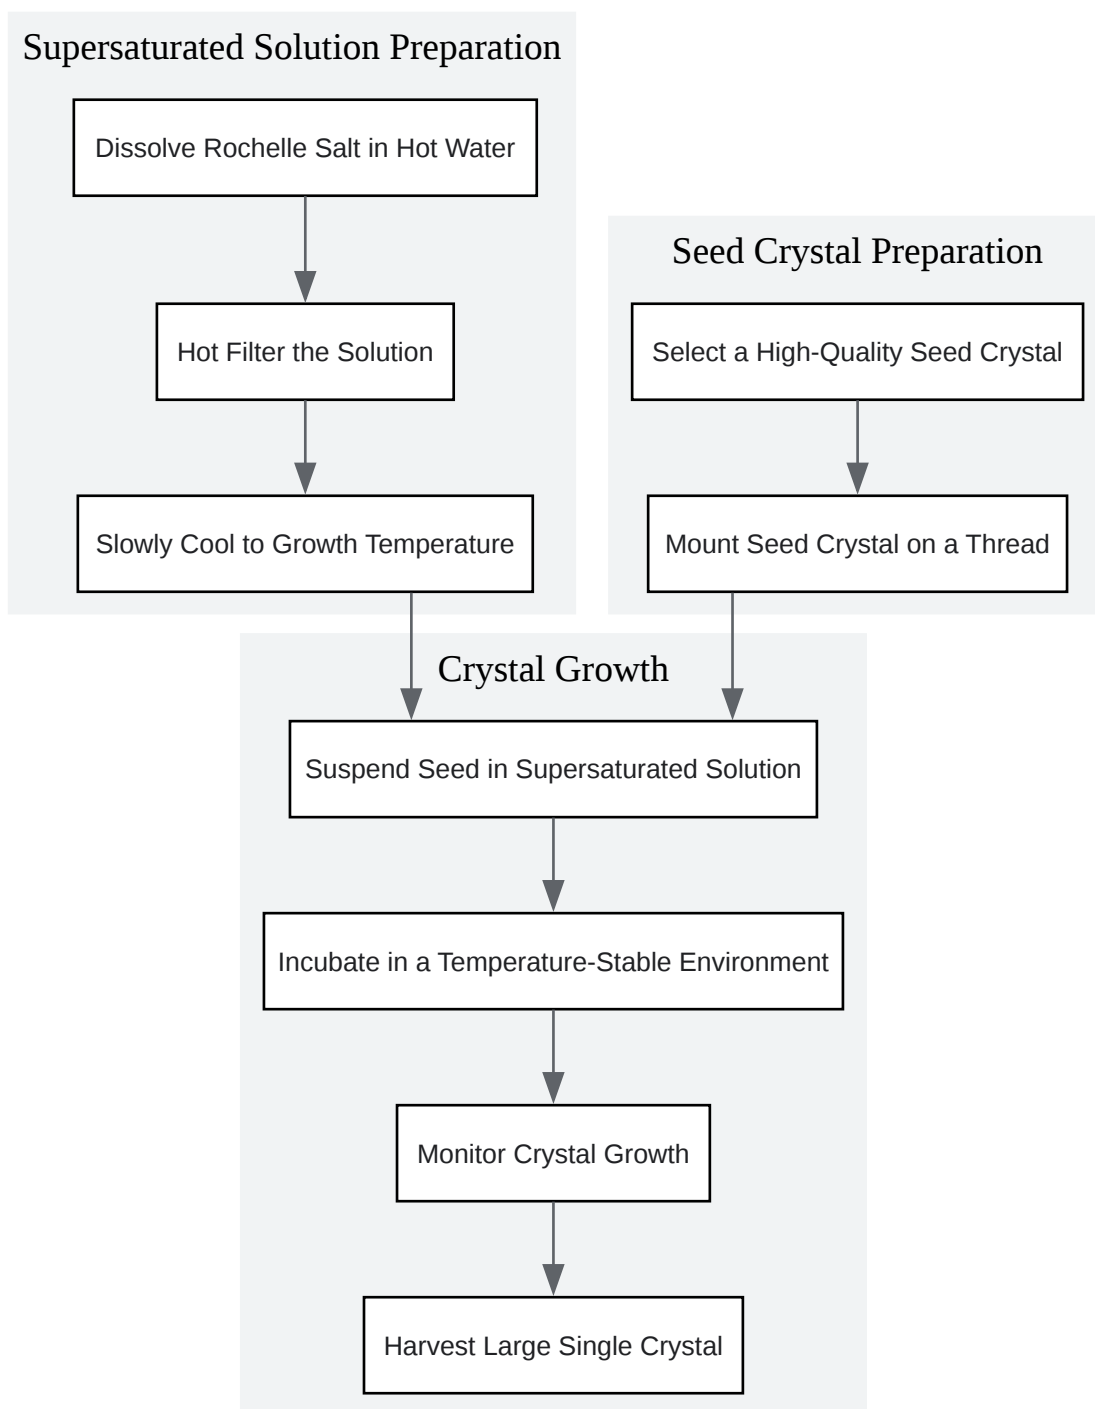 Supersaturated Solution Preparation
Dissolve Rochelle Salt in Hot Water
Hot Filter the Solution
Slowly Cool to Growth Temperature
Seed Crystal Preparation
Select a High-Quality Seed Crystal
Mount Seed Crystal on a Thread
Crystal Growth
Suspend Seed in Supersaturated Solution
Incubate in a Temperature-Stable Environment
Monitor Crystal Growth
Harvest Large Single Crystal